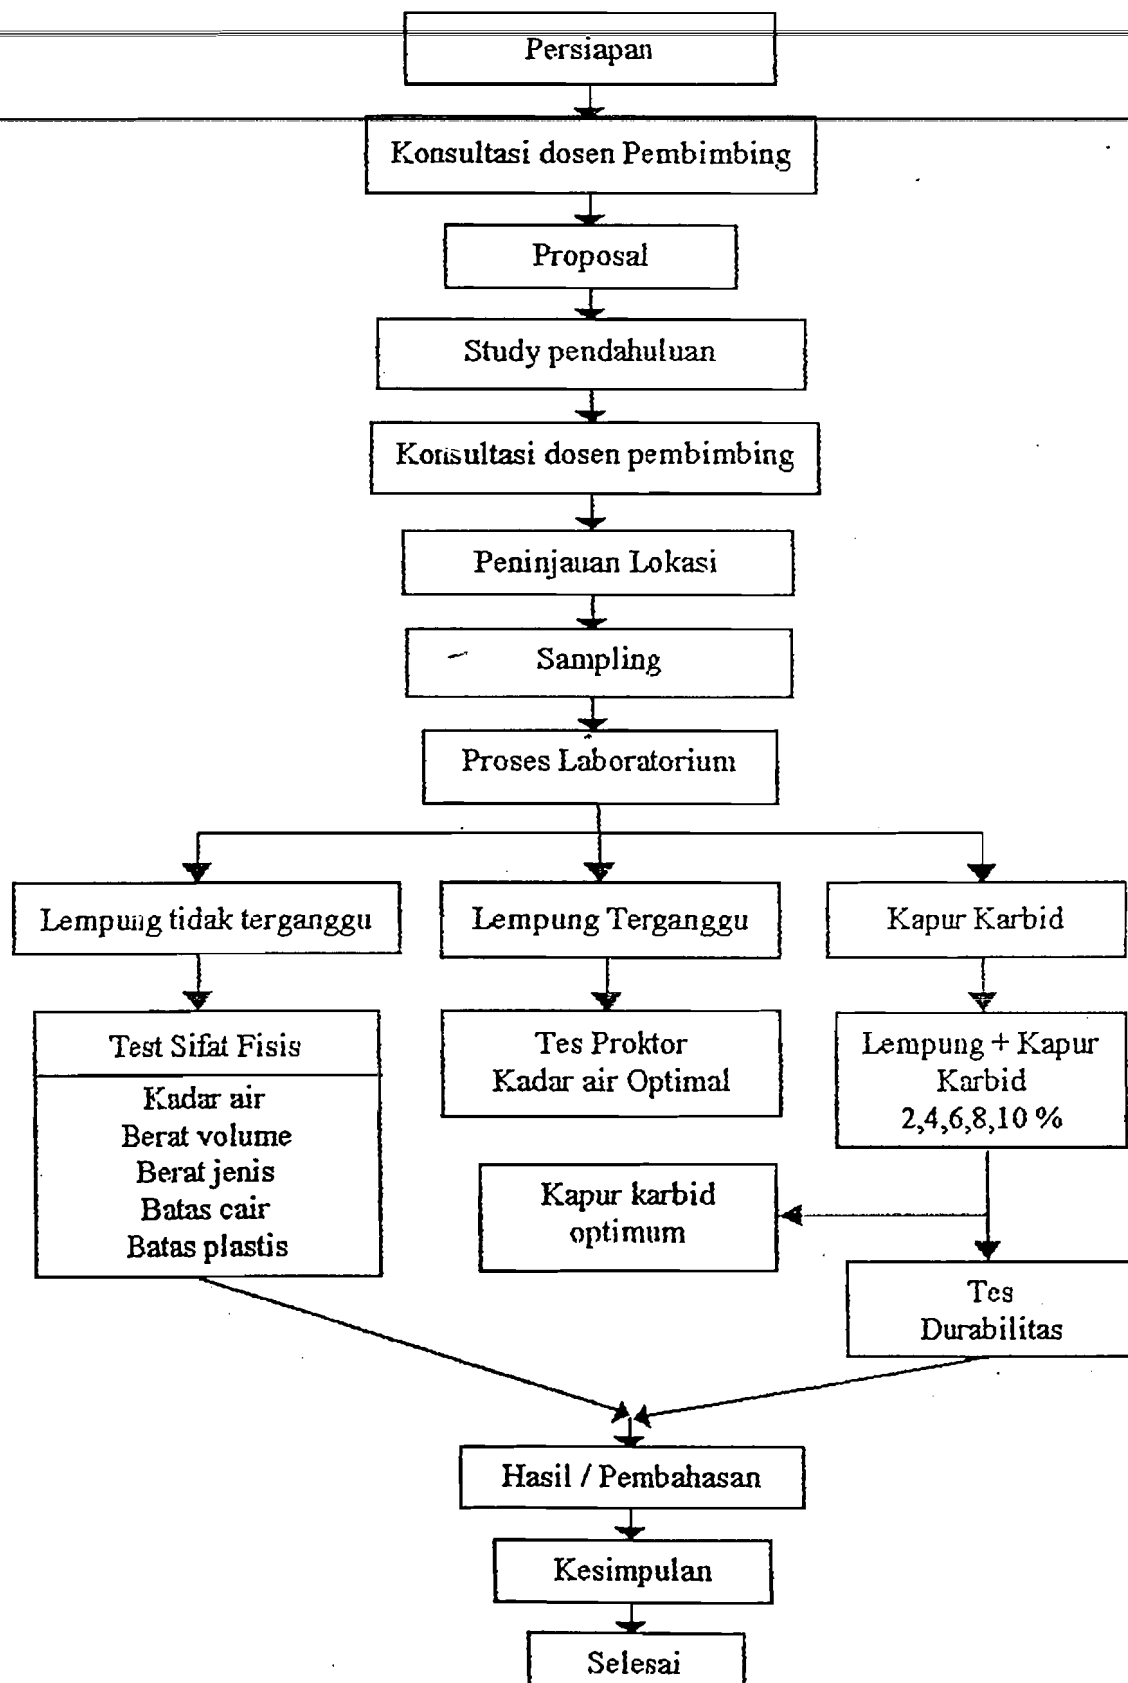 Persiapan
Konsultasi dosen Pembimbing
Proposal
Study pendahuluan
Konsultasi dosen pembimbing
Peninjauan Lokasi
Sampling
Proses Laboratorium
Lempung tidak terganggu
Lempung Terganggu
Kapur Karbid
Test Sifat Fisis
Kadar air
Berat volume
Berat jenis
Batas cair
Batas plastis
Tes Proktor
Kadar air Optimal
Lempung + Kapur
Karbid
2,4,6,8,10 %
Kapur karbid
optimum
Tes
Durabilitas
Hasil / Pembahasan
Kesimpulan
Selesai